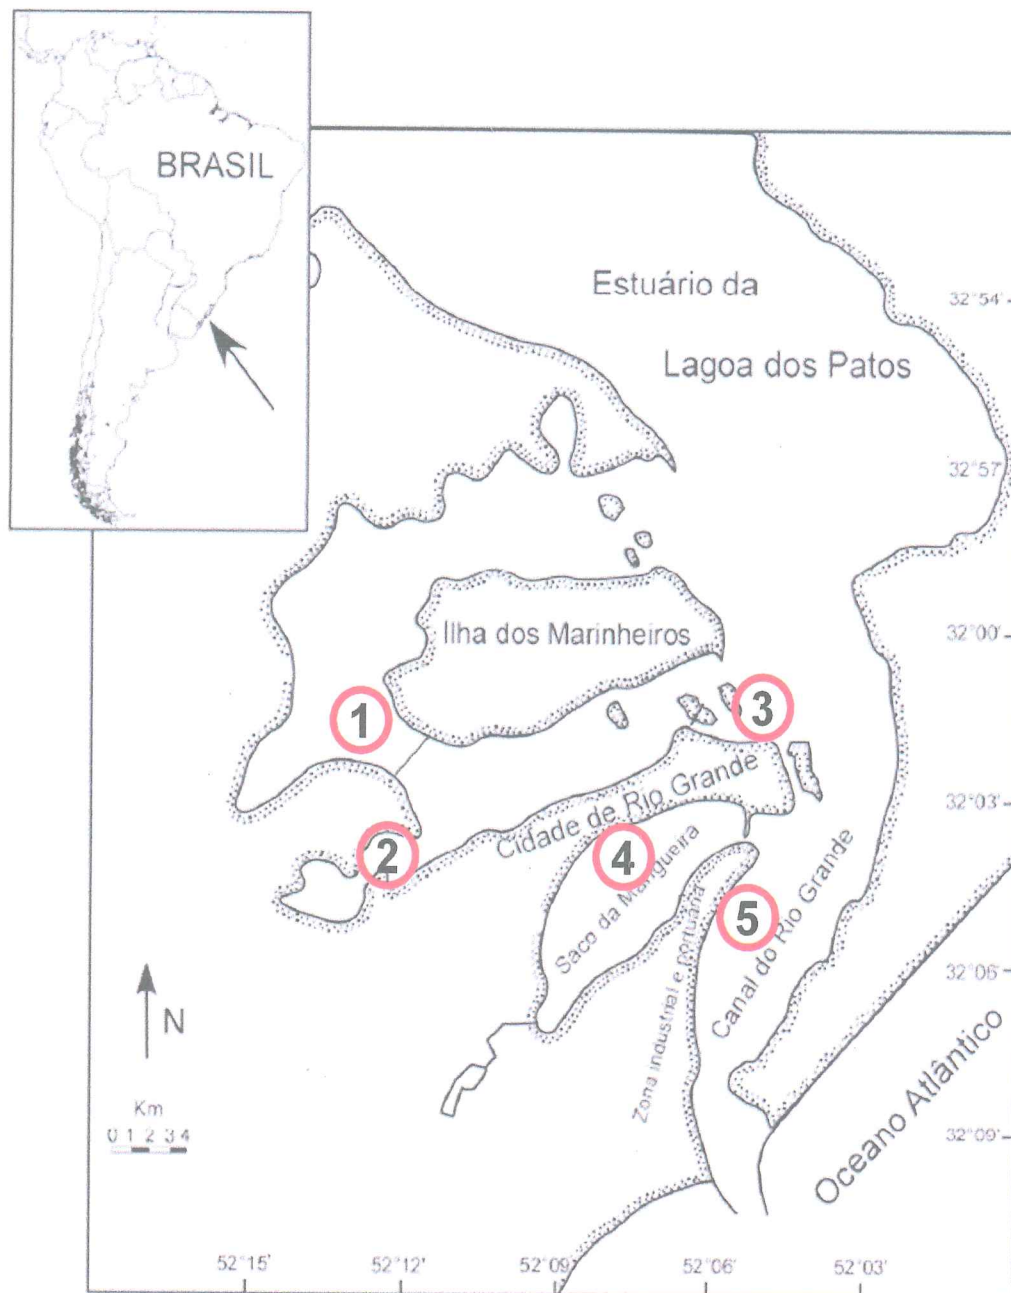 BRASIL
Estuário da
32°54'
Lagoa dos Patos
32°57'
Ilha dos Marinheiros
32°00'
1
3
Cidade de Rio Grande
32°03'
2
4
Saco da Mangueira
5
Zona industrial e portuaria
Canal do Rio Grande
32°06'
N
Oceano Atlântico
Km
0 1 2 3 4
32°09'
52°15'
52°12'
52°09'
52°06'
52°03'